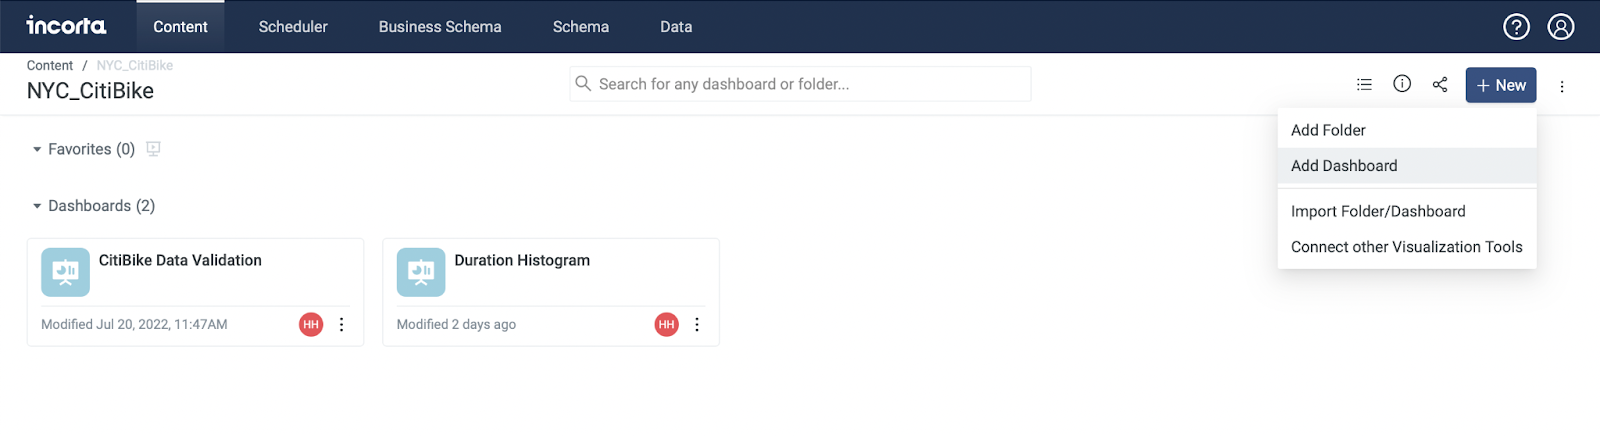 incorta
Content
Scheduler
Business Schema
Schema
Data
?
Content / NYC_CitiBike
NYC_CitiBike
Search for any dashboard or folder...
+ New
Add Folder
Add Dashboard
Import Folder/Dashboard
Connect other Visualization Tools
Favorites (0)
Dashboards (2)
CitiBike Data Validation
Modified Jul 20, 2022, 11:47AM
HH
Duration Histogram
Modified 2 days ago
HH